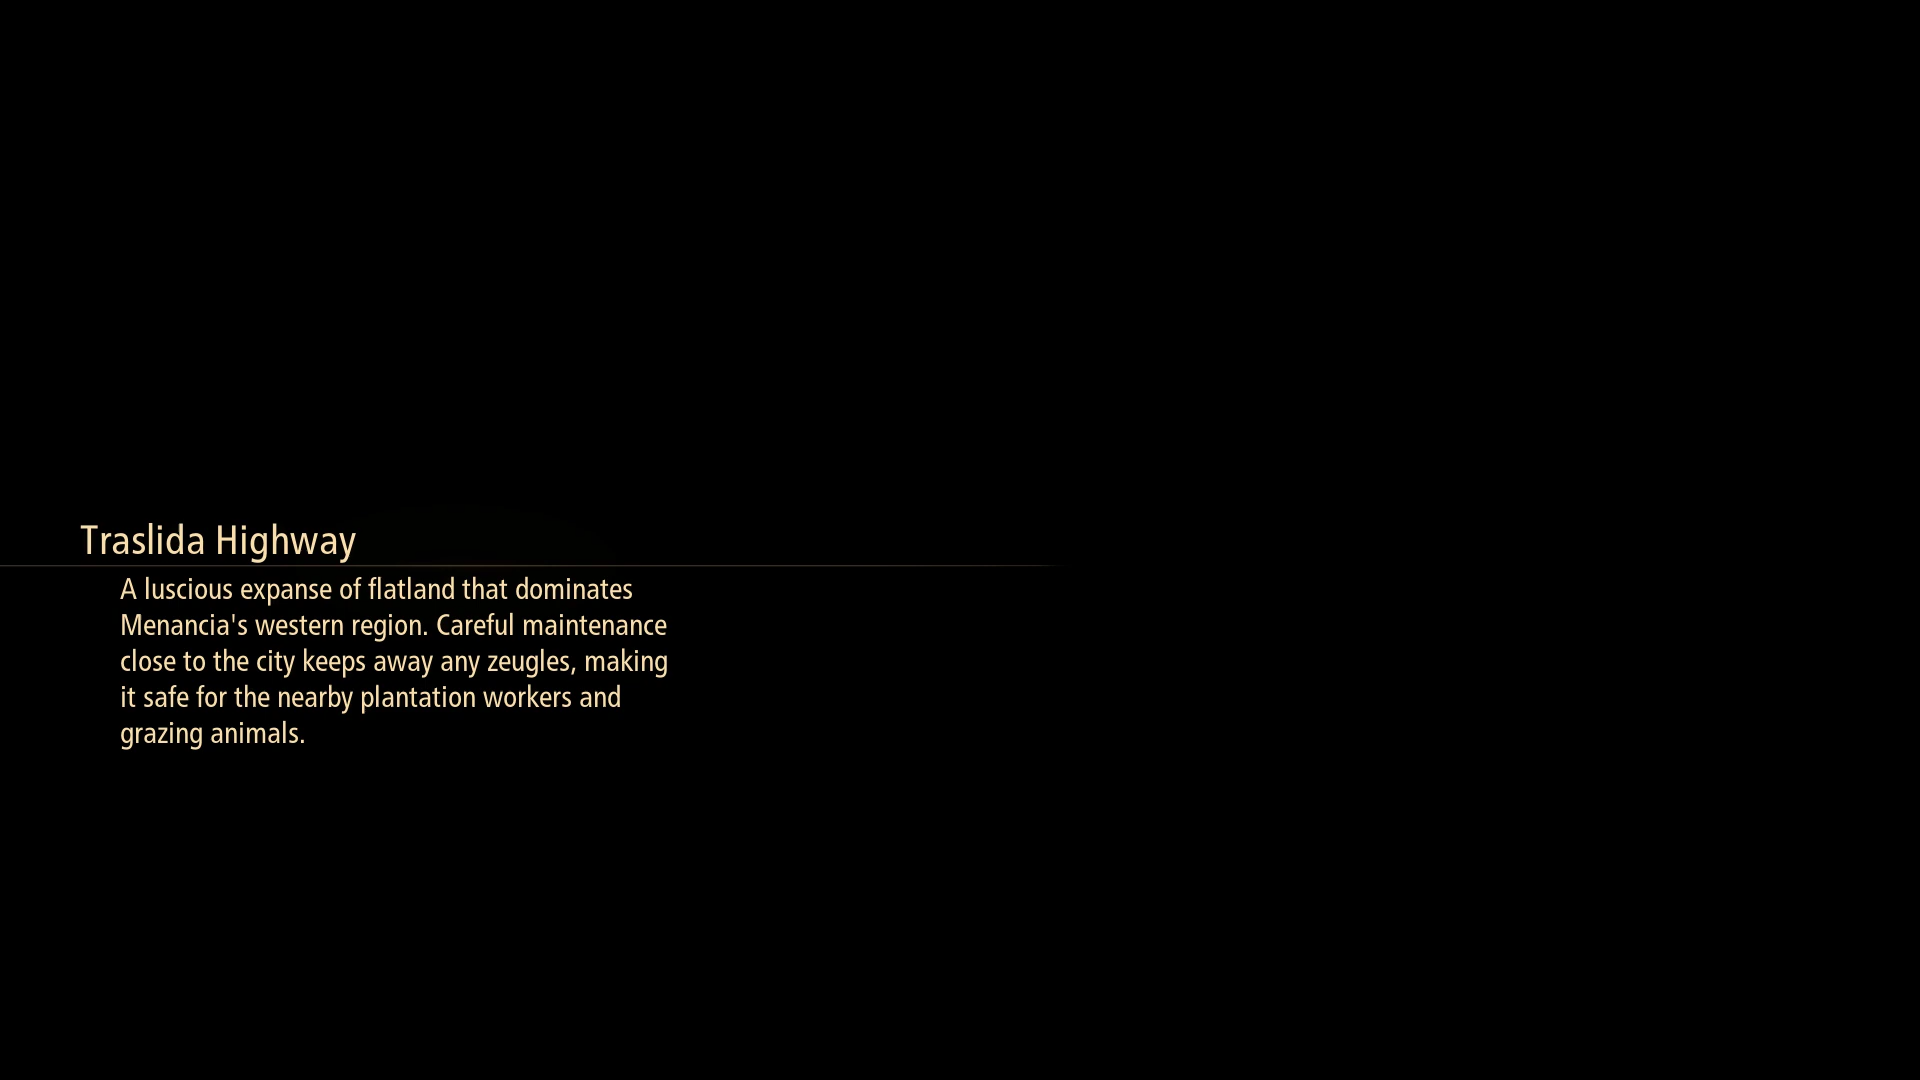 Traslida Highway
A luscious expanse of flatland that dominates
Menancia's western region. Careful maintenance
close to the city keeps away any zeugles, making
it safe for the nearby plantation workers and
grazing animals.